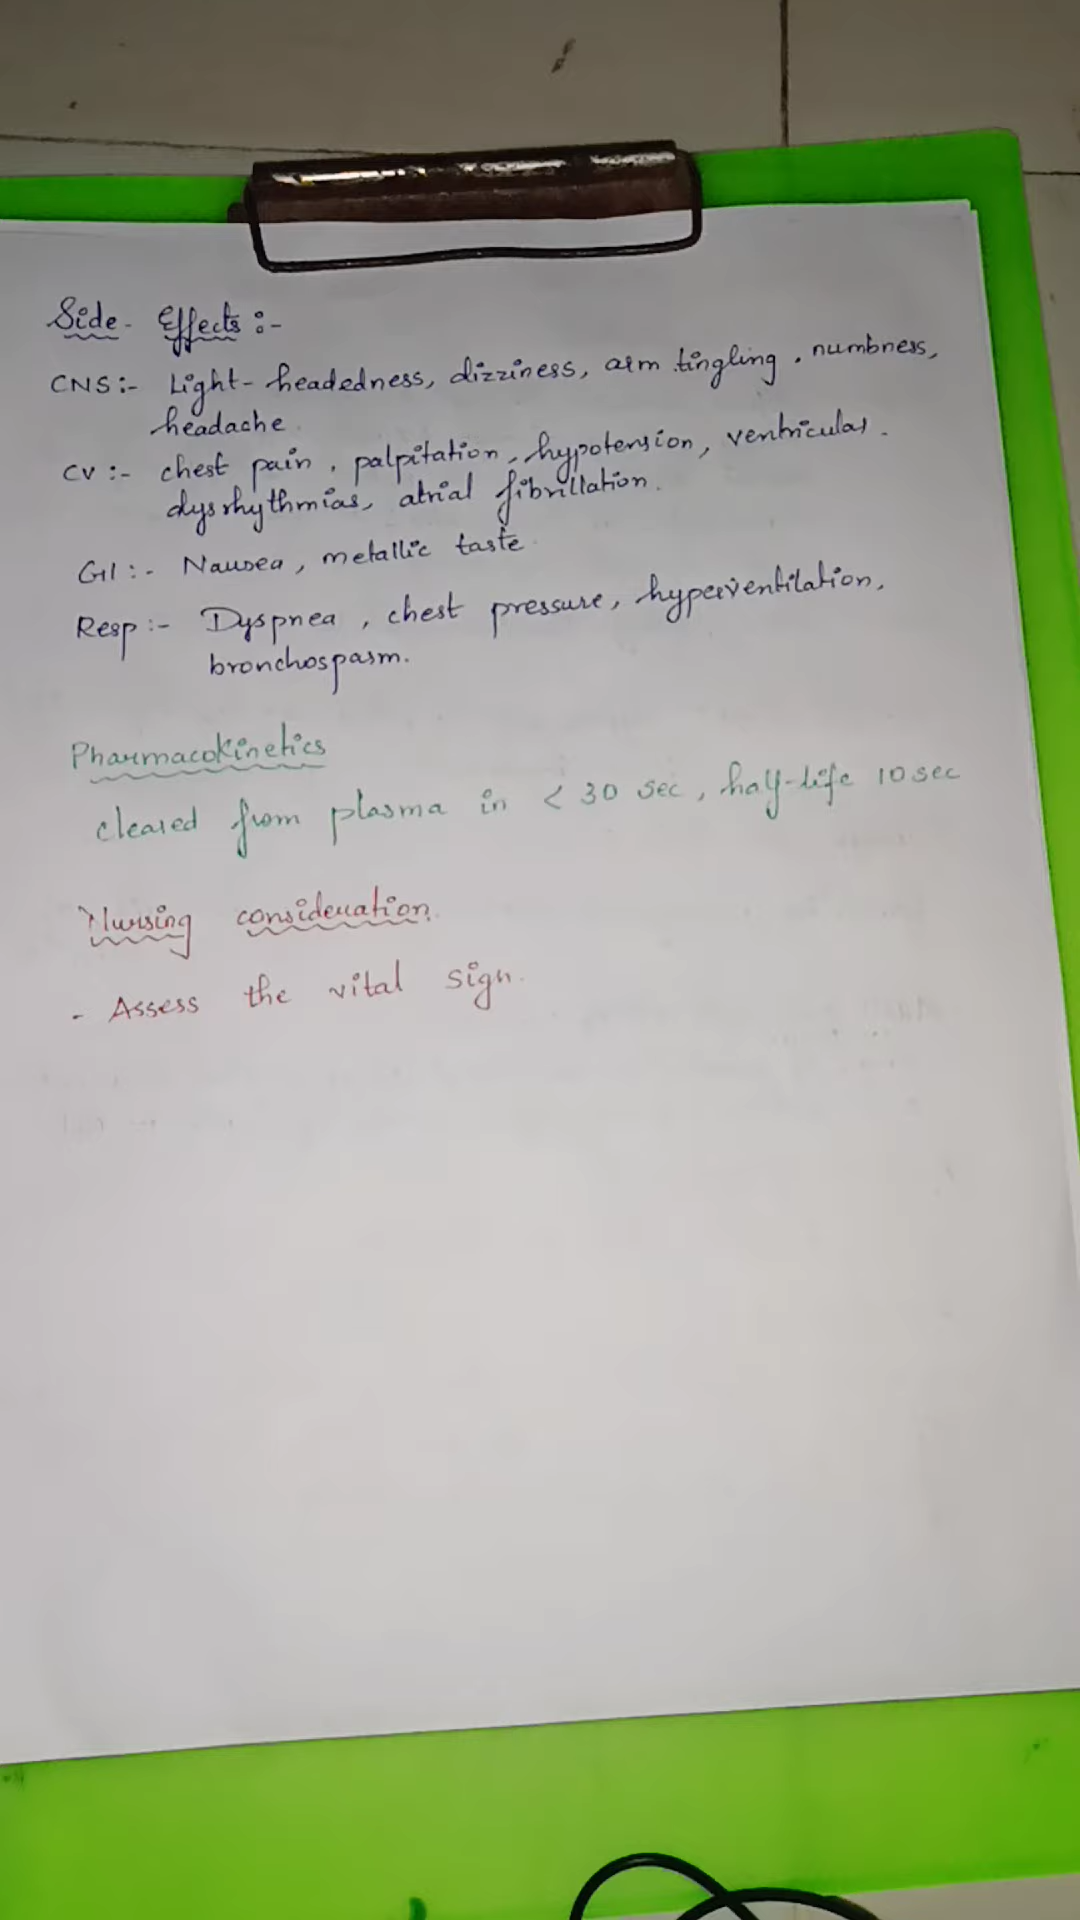 Side - Effects :-
CNS :- Light - headedness, dizziness, arm tingling, numbness,
headache.
CV :- chest pain, palpitation, hypotension, ventricular
dysrhythmias, atrial fibrillation.
GI :- Nausea, metallic taste
Resp :- Dyspnea, chest pressure, hyperventilation,
bronchospasm.
Pharmacokinetics
cleared from plasma in < 30 sec, half-life 10 sec
Nursing consideration
- Assess the vital sign.